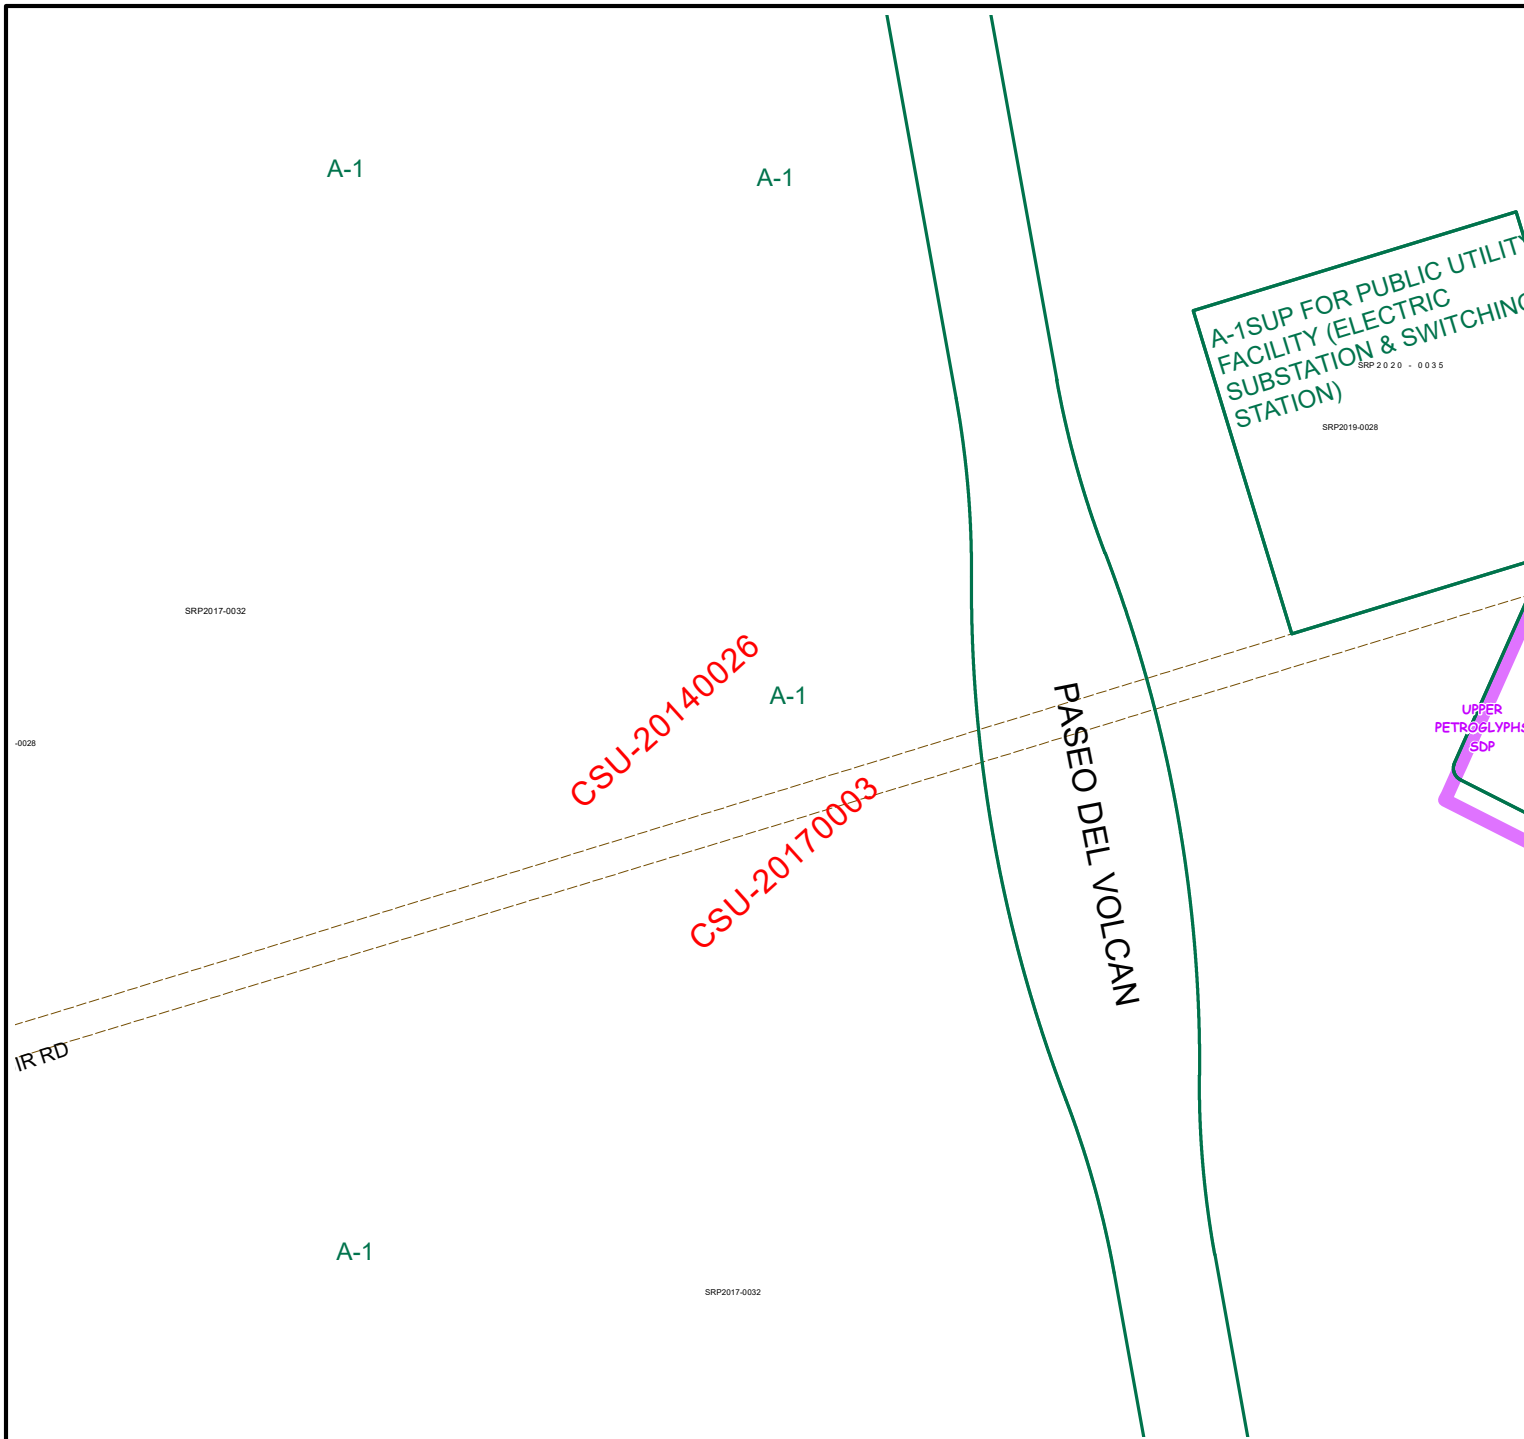 A-1
A-1
A-1SUP FOR PUBLIC UTILITY
FACILITY (ELECTRIC
SUBSTATION & SWITCHING
STATION)
SRP2020 - 0035
SRP2019-0028
SRP2017-0032
CSU-20140026
A-1
PASEO DEL VOLCAN
UPPER
PETROGLYPHS
SDP
-0028
CSU-20170003
IR RD
A-1
SRP2017-0032